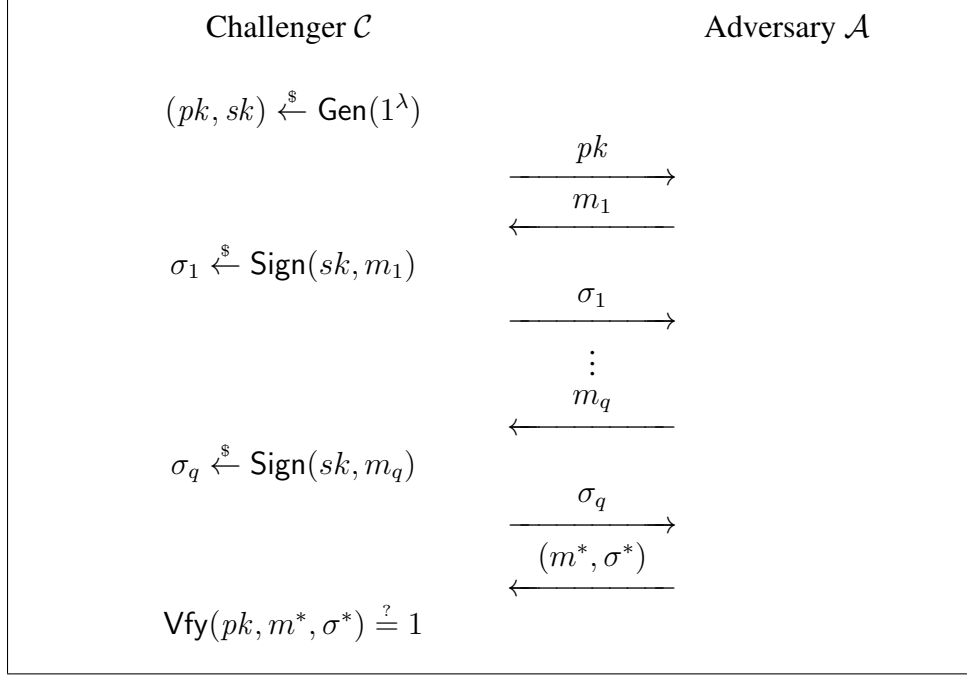 Challenger 𝒞 Adversary 𝒜
(pk, sk) ←$ Gen(1^λ)
pk
m_1
σ_1 ←$ Sign(sk, m_1)
σ_1
⋮
m_q
σ_q ←$ Sign(sk, m_q)
σ_q
(m*, σ*)
Vfy(pk, m*, σ*) =? 1